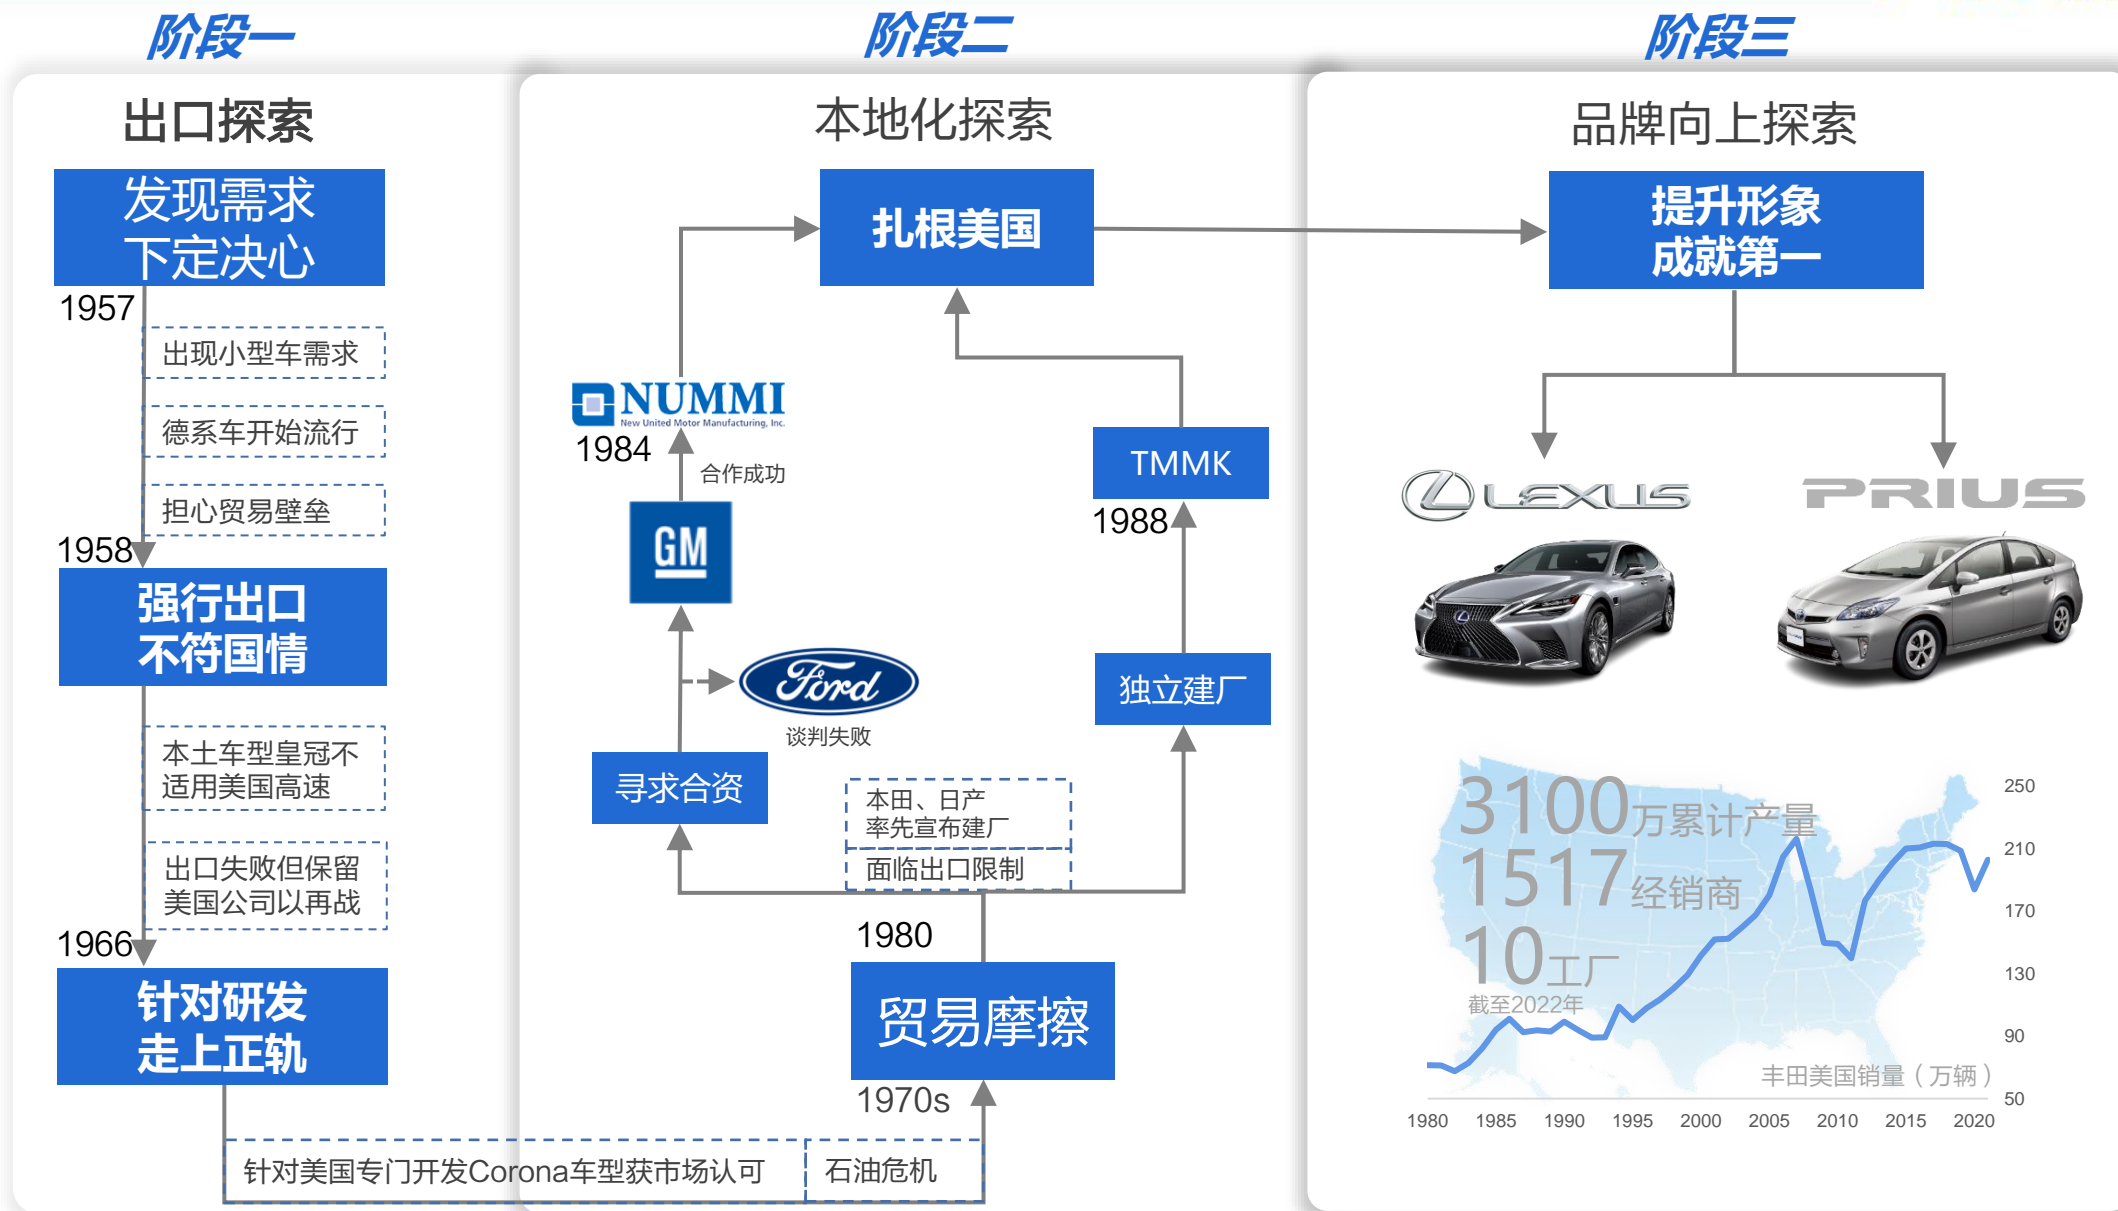 阶段一
出口探索
发现需求
下定决心
1957
出现小型车需求
德系车开始流行
担心贸易壁垒
1958
强行出口
不符国情
本土车型皇冠不
适用美国高速
出口失败但保留
美国公司以再战
1966
针对研发
走上正轨
针对美国专门开发Corona车型获市场认可
石油危机
阶段二
本地化探索
扎根美国
NUMMI
New United Motor Manufacturing, Inc.
1984
合作成功
GM
Ford
谈判失败
寻求合资
TMMK
1988
独立建厂
本田、日产
率先宣布建厂
面临出口限制
1980
贸易摩擦
1970s
阶段三
品牌向上探索
提升形象
成就第一
LEXUS
PRIUS
3100万累计产量
1517经销商
10工厂
截至2022年
丰田美国销量（万辆）
250
210
170
130
90
50
1980 1985 1990 1995 2000 2005 2010 2015 2020